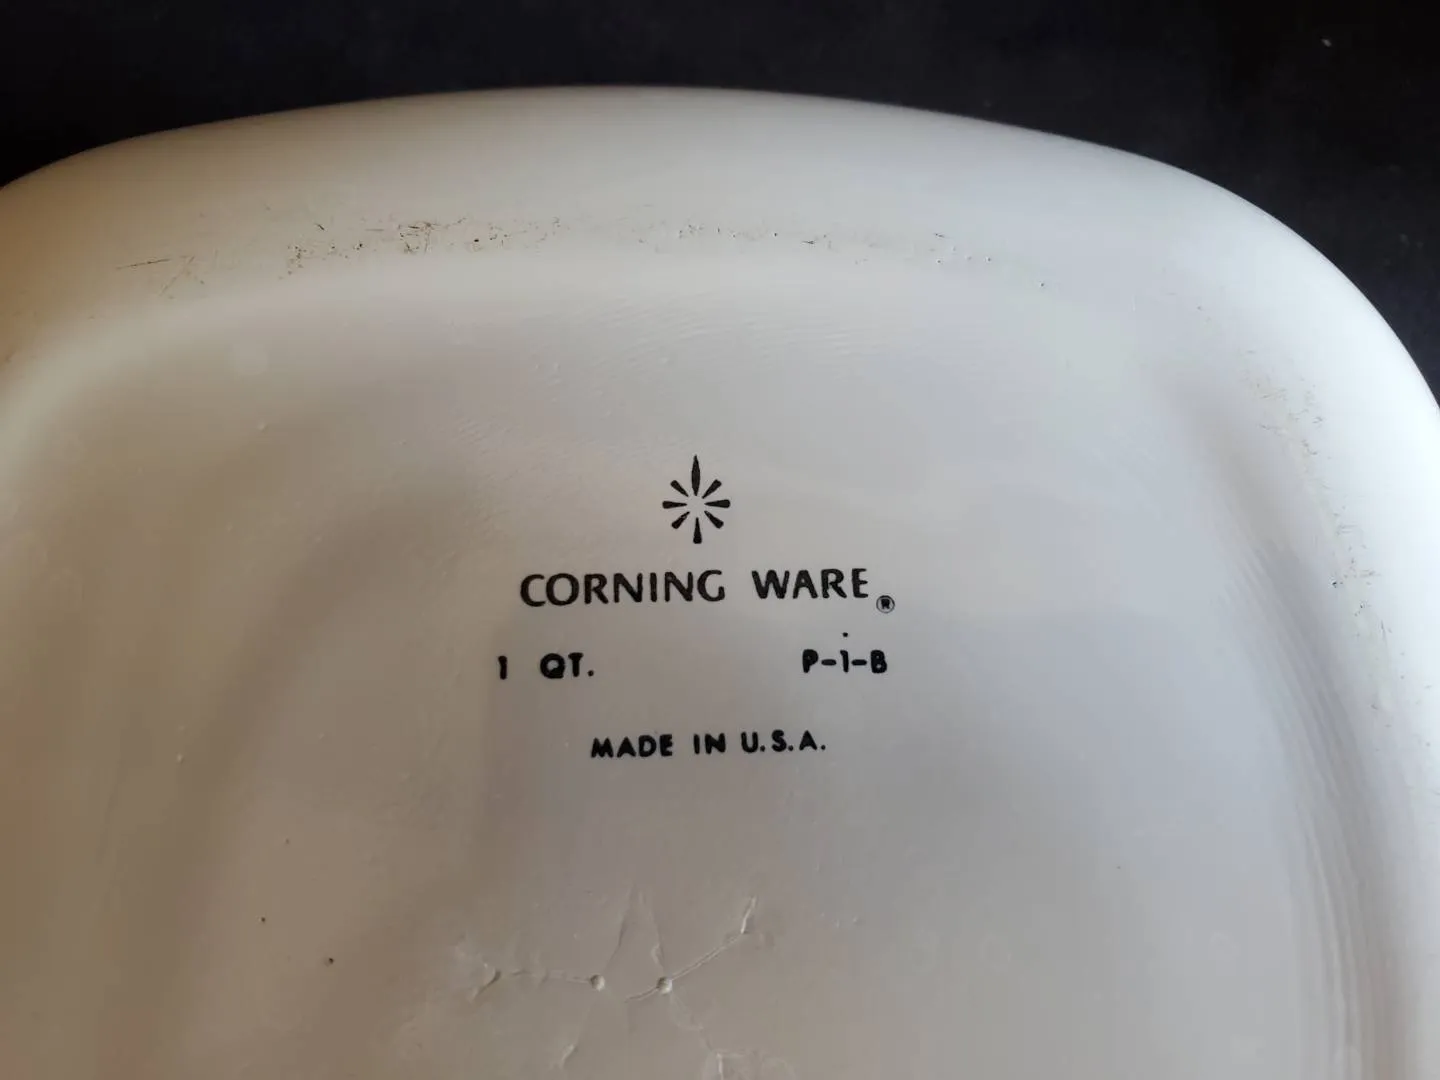 CORNING WARE®
1 QT. P-1-B
MADE IN U.S.A.